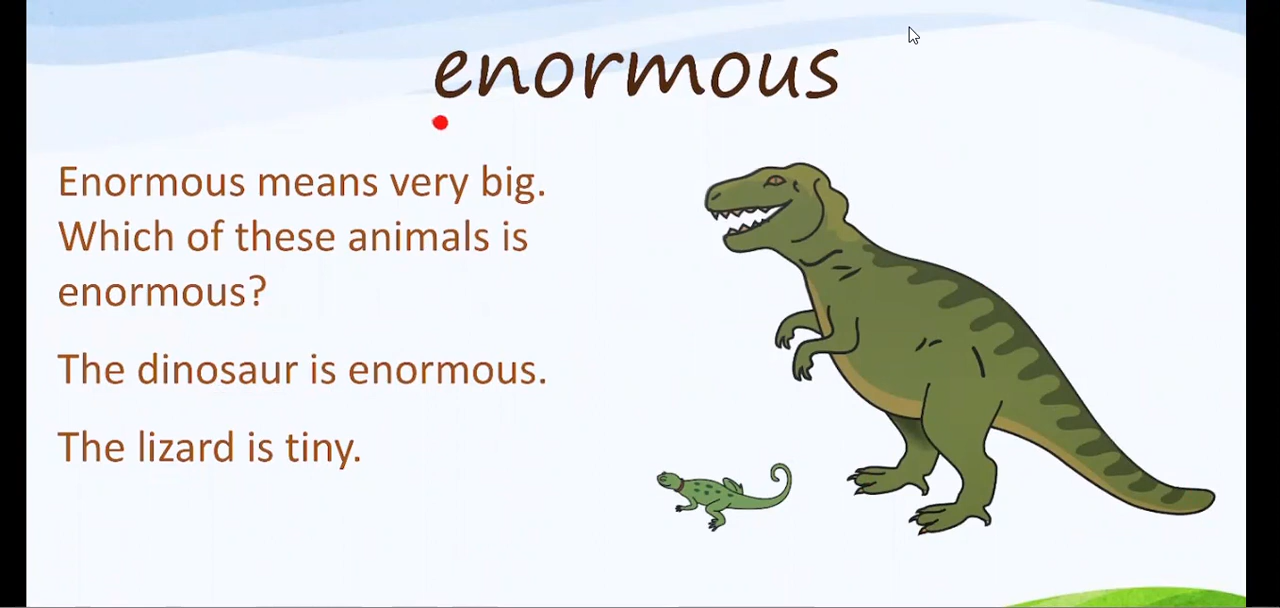 enormous
Enormous means very big.
Which of these animals is
enormous?
The dinosaur is enormous.
The lizard is tiny.